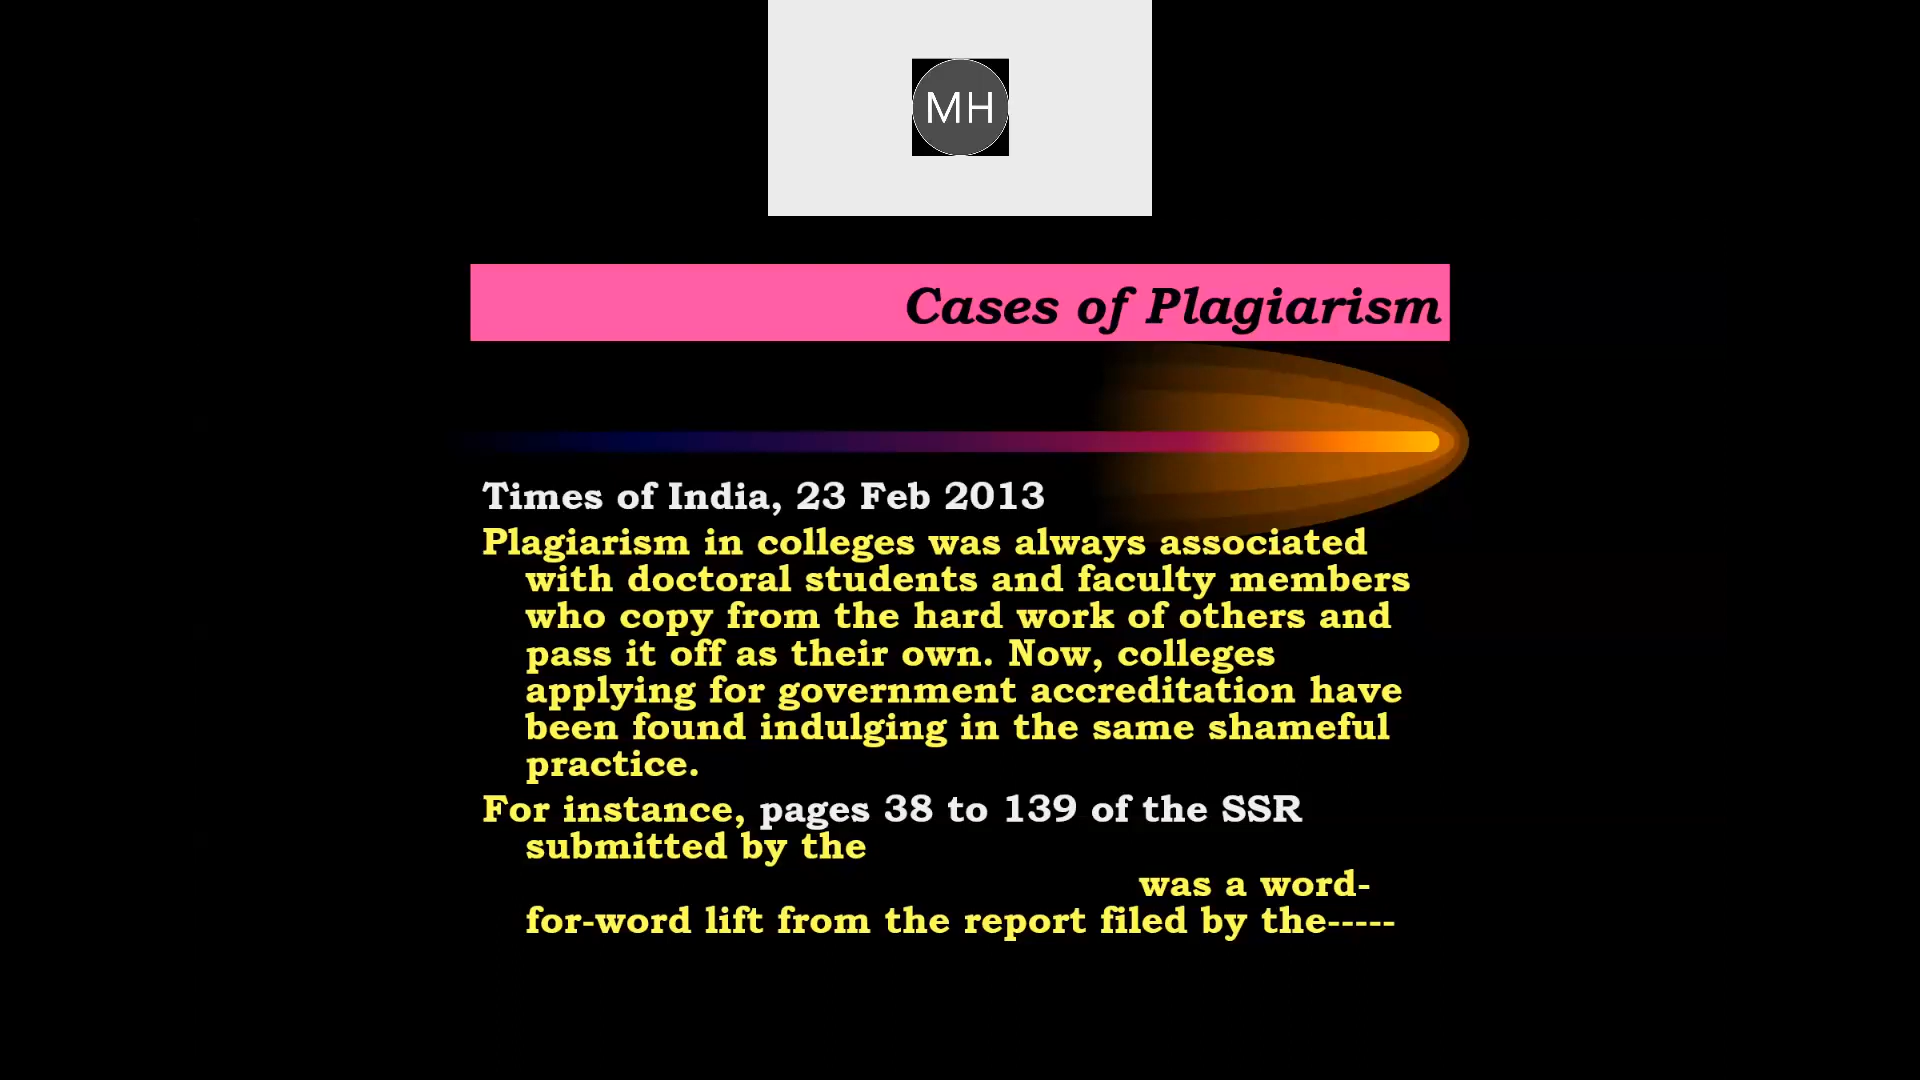 MH
Cases of Plagiarism
Times of India, 23 Feb 2013
Plagiarism in colleges was always associated
with doctoral students and faculty members
who copy from the hard work of others and
pass it off as their own. Now, colleges
applying for government accreditation have
been found indulging in the same shameful
practice.
For instance, pages 38 to 139 of the SSR
submitted by the
was a word-
for-word lift from the report filed by the-----